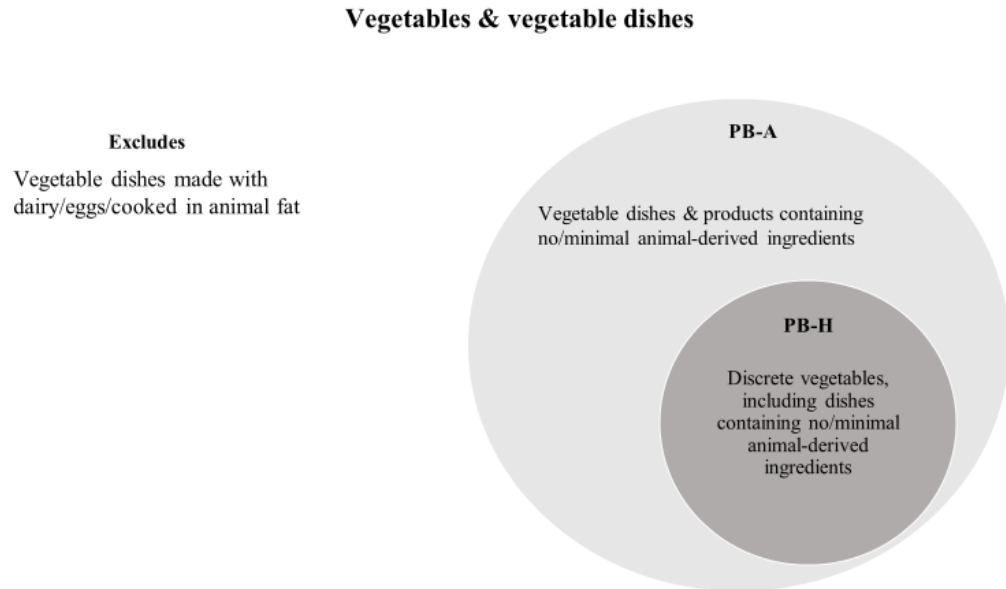 Vegetables & vegetable dishes
Excludes
Vegetable dishes made with
dairy/eggs/cooked in animal fat
PB-A
Vegetable dishes & products containing
no/minimal animal-derived ingredients
PB-H
Discrete vegetables,
including dishes
containing no/minimal
animal-derived
ingredients